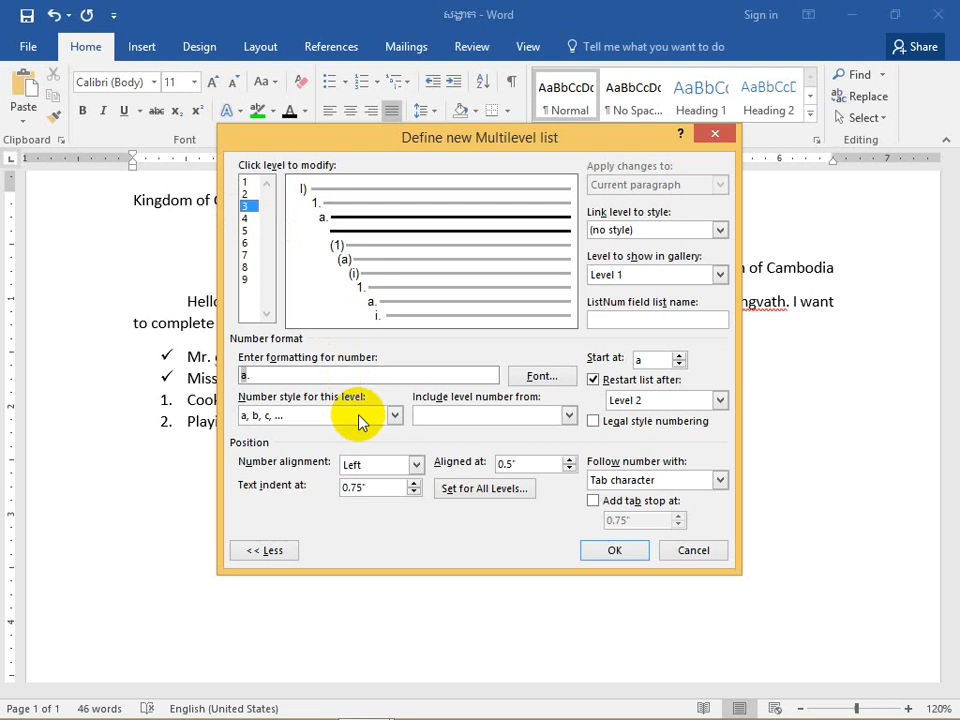 សង្ហាត - Word
Sign in
File Home Insert Design Layout References Mailings Review View Tell me what you want to do Share
Paste
Calibri (Body) 11
B I U abc x₂ x²
AaBbCcDc AaBbCcDc AaBbCc AaBbCcC
¶ Normal ¶ No Spac... Heading 1 Heading 2
Find
Replace
Select
Clipboard Font Editing
Define new Multilevel list
Click level to modify:
1
2
3
4
5
6
7
8
9
I)
1.
a.
(1)
(a)
(i)
1.
a.
i.
Apply changes to:
Current paragraph
Link level to style:
(no style)
Level to show in gallery:
Level 1
ListNum field list name:
Number format
Enter formatting for number:
a.
Font...
Number style for this level:
a, b, c, ...
Include level number from:
Start at: a
Restart list after:
Level 2
Legal style numbering
Position
Number alignment: Left
Aligned at: 0.5"
Text indent at: 0.75"
Set for All Levels...
Follow number with:
Tab character
Add tab stop at:
0.75"
<< Less
OK
Cancel
Kingdom of
of Cambodia
Hello
ngvath. I want
to complete
Mr.
Miss
1. Cook
2. Playi
Page 1 of 1 46 words English (United States) 120%